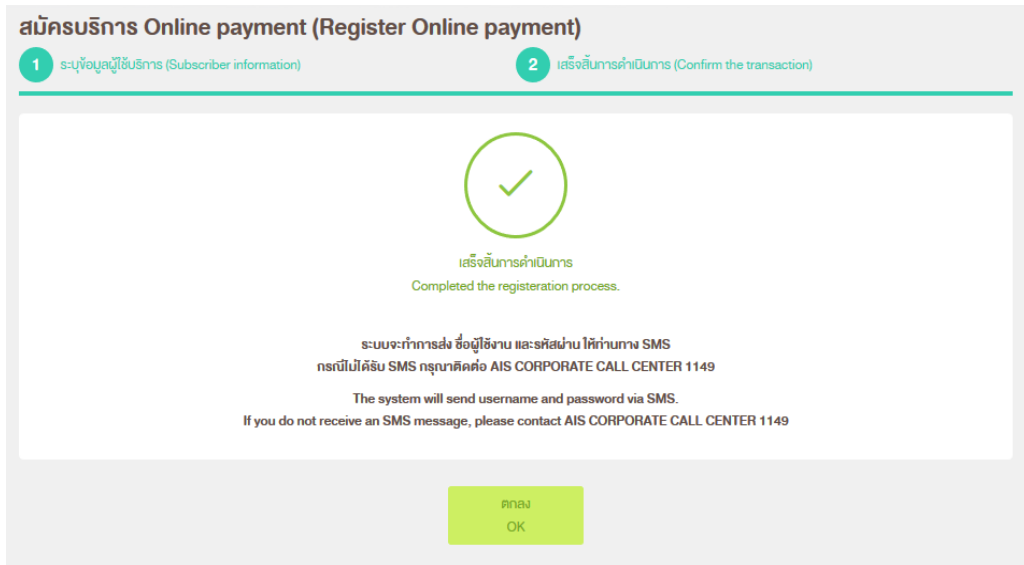 สมัครบริการ Online payment (Register Online payment)
1 ระบุข้อมูลผู้ใช้บริการ (Subscriber information)
2 เสร็จสิ้นการดำเนินการ (Confirm the transaction)
เสร็จสิ้นการดำเนินการ
Completed the registeration process.
ระบบจะทำการส่ง ชื่อผู้ใช้งาน และรหัสผ่าน ให้ท่านทาง SMS
กรณีไม่ได้รับ SMS กรุณาติดต่อ AIS CORPORATE CALL CENTER 1149
The system will send username and password via SMS.
If you do not receive an SMS message, please contact AIS CORPORATE CALL CENTER 1149
ตกลง
OK